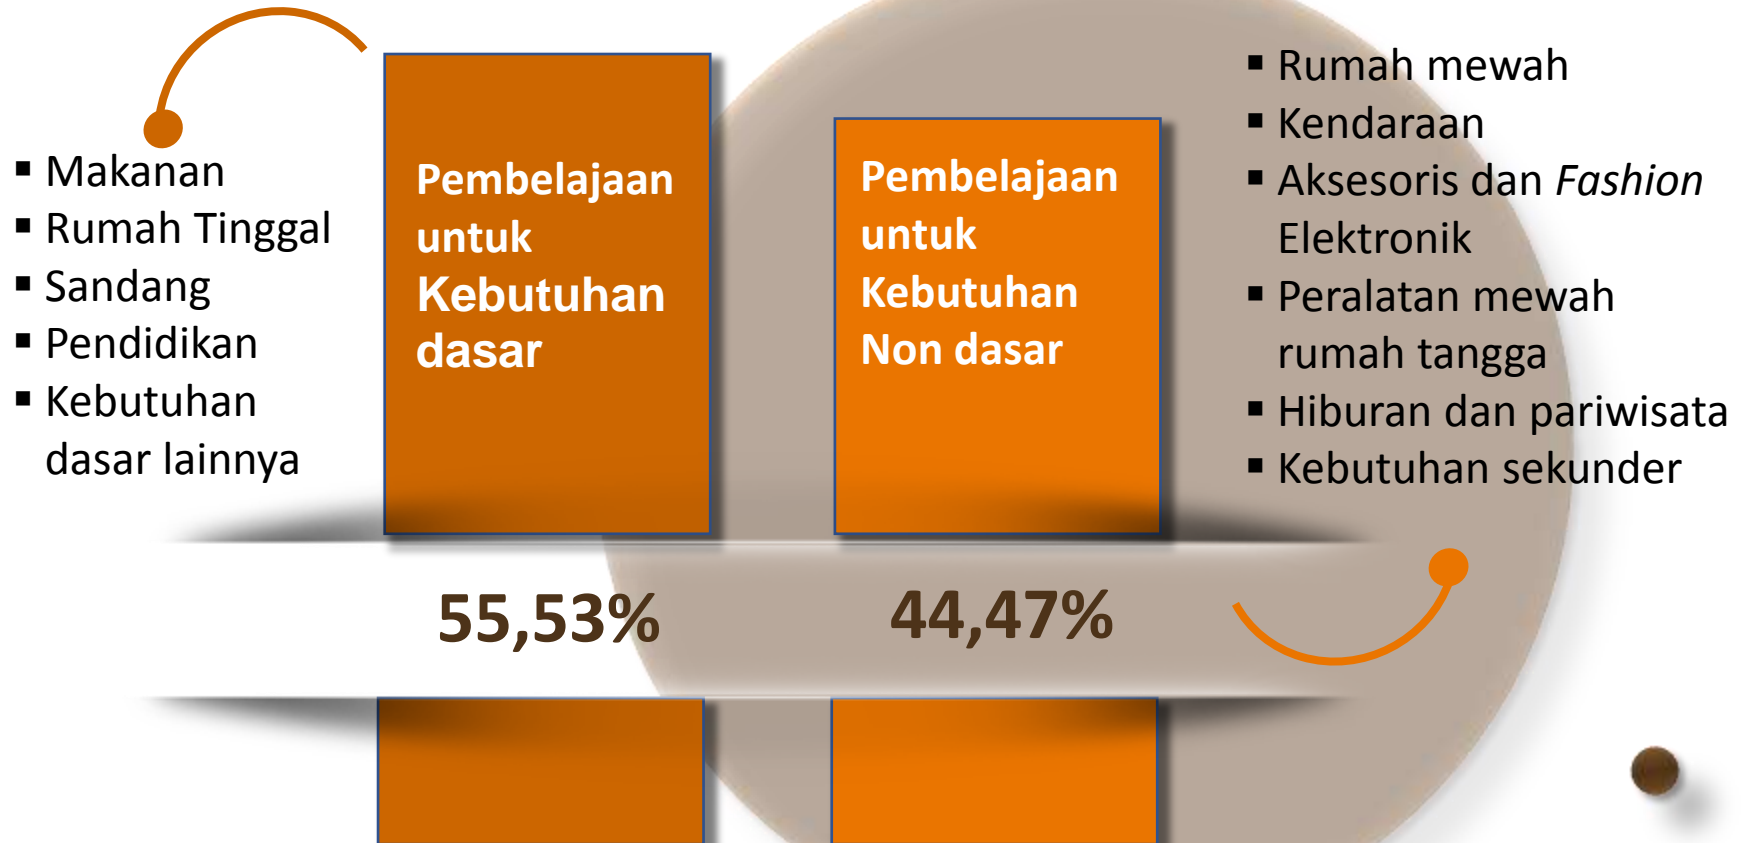 ▪ Makanan
▪ Rumah Tinggal
▪ Sandang
▪ Pendidikan
▪ Kebutuhan
dasar lainnya
Pembelajaan
untuk
Kebutuhan
dasar
55,53%
Pembelajaan
untuk
Kebutuhan
Non dasar
44,47%
▪ Rumah mewah
▪ Kendaraan
▪ Aksesoris dan Fashion
Elektronik
▪ Peralatan mewah
rumah tangga
▪ Hiburan dan pariwisata
▪ Kebutuhan sekunder